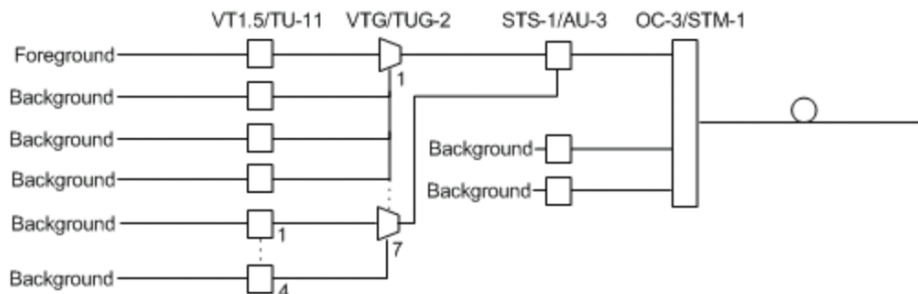 VT1.5/TU-11 VTG/TUG-2 STS-1/AU-3 OC-3/STM-1
Foreground
1
Background
Background
Background
Background
Background
Background
1
7
Background
4